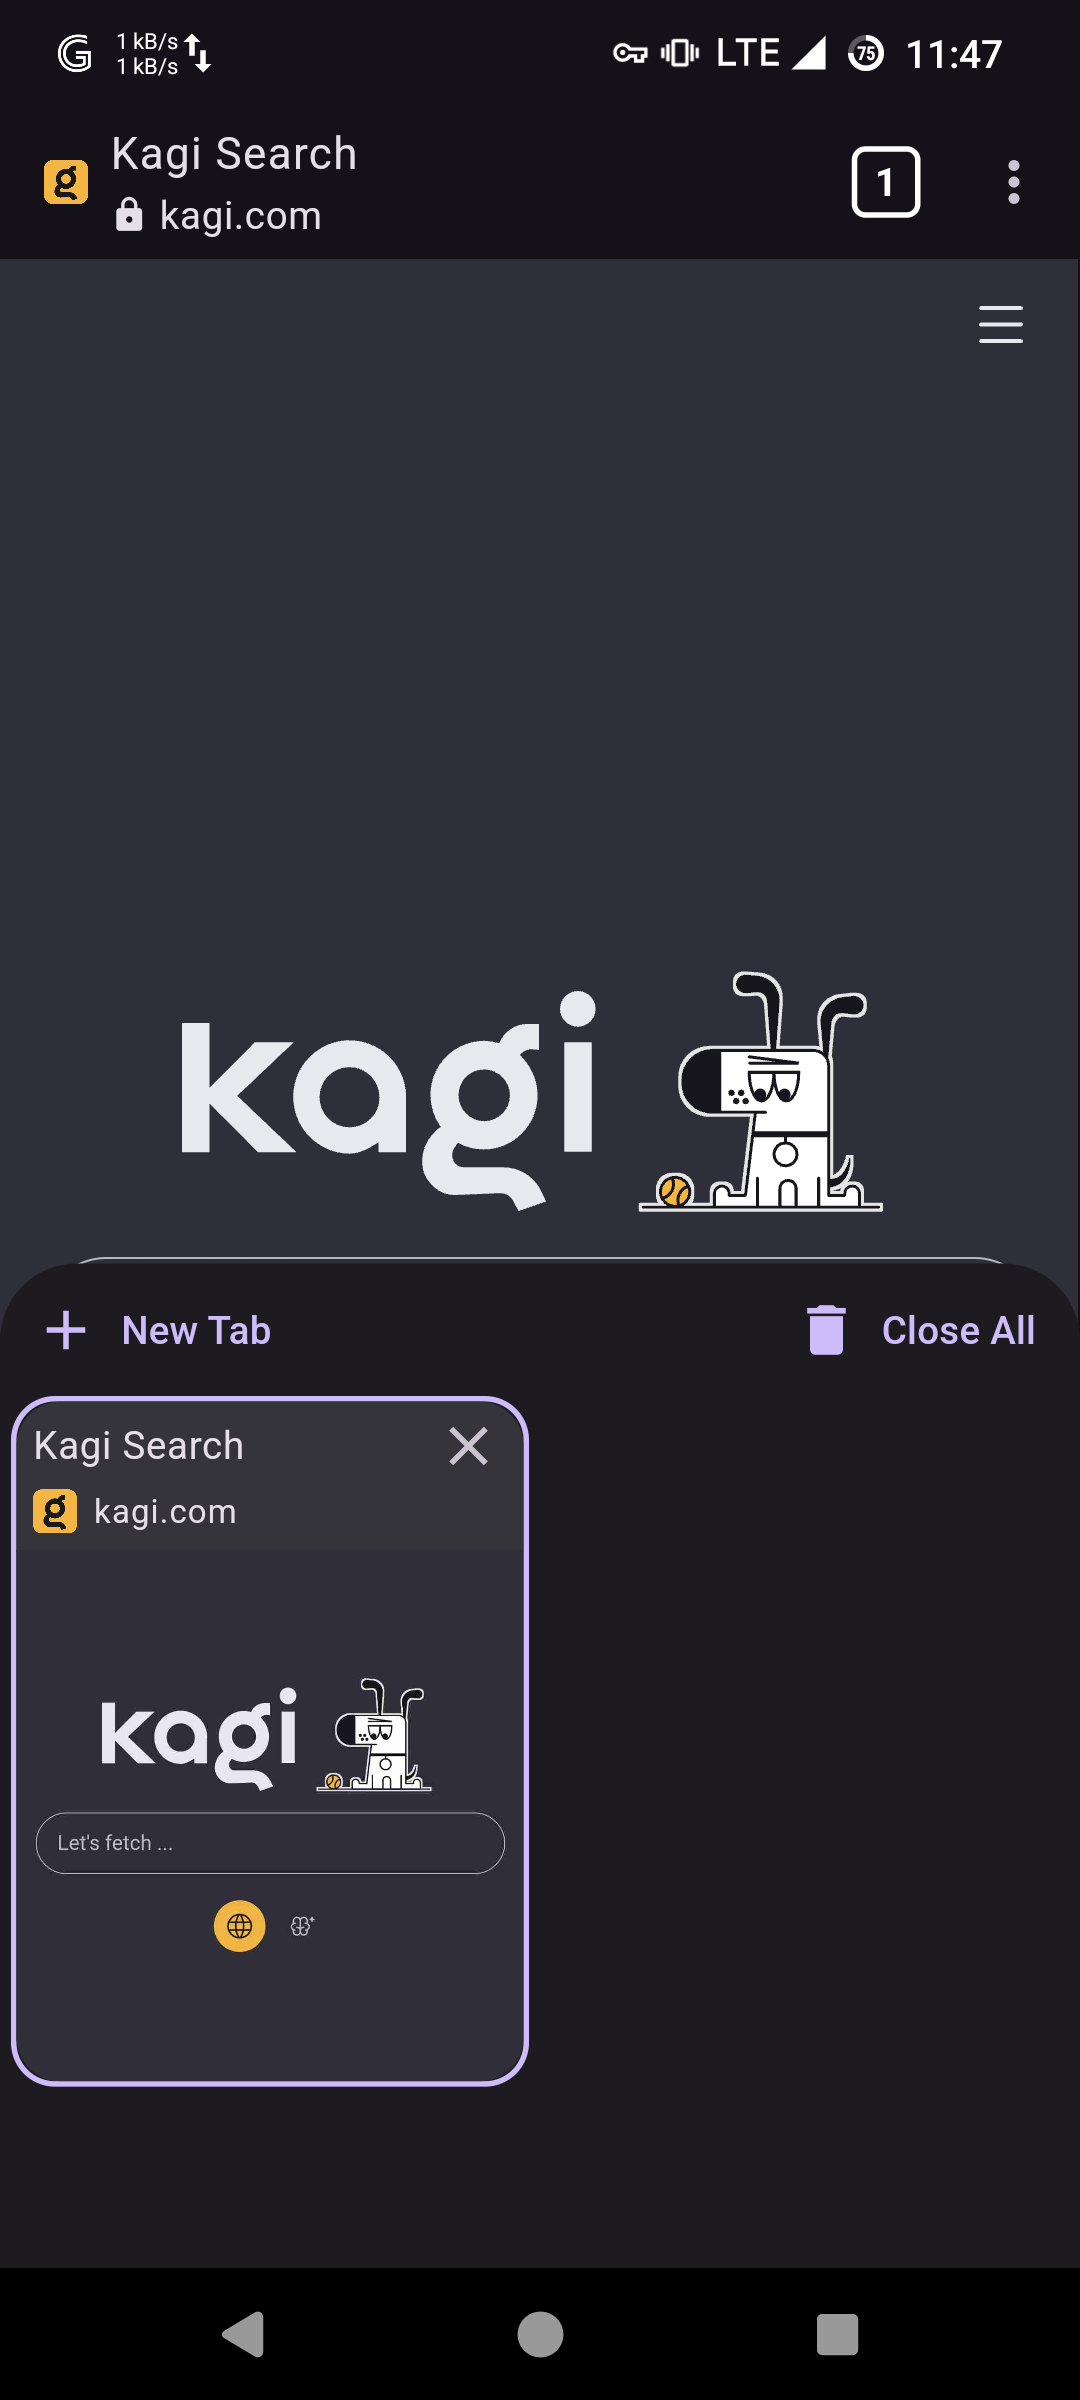 1 kB/s
1 kB/s
LTE
75
11:47
Kagi Search
kagi.com
1
kagi
New Tab
Close All
Kagi Search
kagi.com
kagi
Let's fetch ...